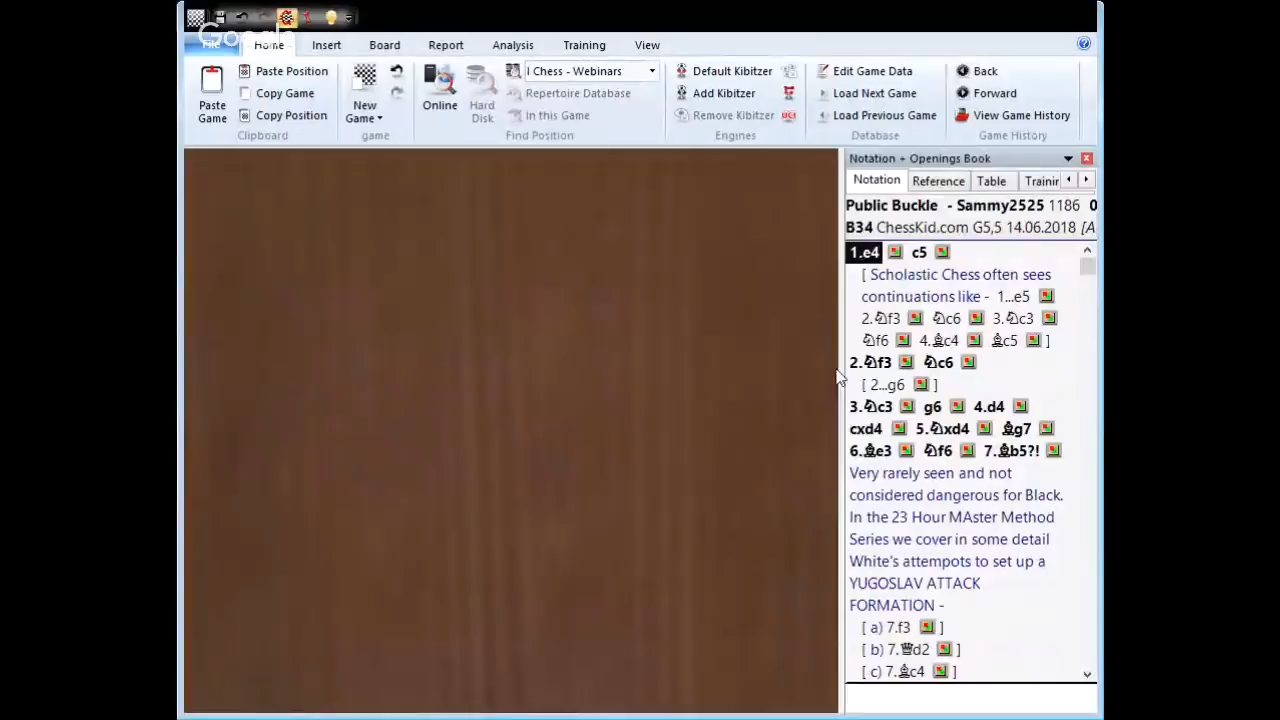 Google
File Home Insert Board Report Analysis Training View
Paste Game
Paste Position
Copy Game
Copy Position
Clipboard
New Game
game
Online
Hard Disk
I Chess - Webinars
Repertoire Database
In this Game
Find Position
Default Kibitzer
Add Kibitzer
Remove Kibitzer
UCI
Engines
Edit Game Data
Load Next Game
Load Previous Game
Database
Back
Forward
View Game History
Game History
Notation + Openings Book
Notation Reference Table Trainir
Public Buckle - Sammy2525 1186 0
B34 ChessKid.com G5,5 14.06.2018 [A
1.e4 c5
[ Scholastic Chess often sees
continuations like - 1...e5
2.♘f3 ♘c6 3.♘c3
♘f6 4.♗c4 ♗c5 ]
2.♘f3 ♘c6
[ 2...g6 ]
3.♘c3 g6 4.d4
cxd4 5.♘xd4 ♗g7
6.♗e3 ♘f6 7.♗b5?!
Very rarely seen and not
considered dangerous for Black.
In the 23 Hour MAster Method
Series we cover in some detail
White's attempots to set up a
YUGOSLAV ATTACK
FORMATION -
[ a) 7.f3 ]
[ b) 7.♕d2 ]
[ c) 7.♗c4 ]